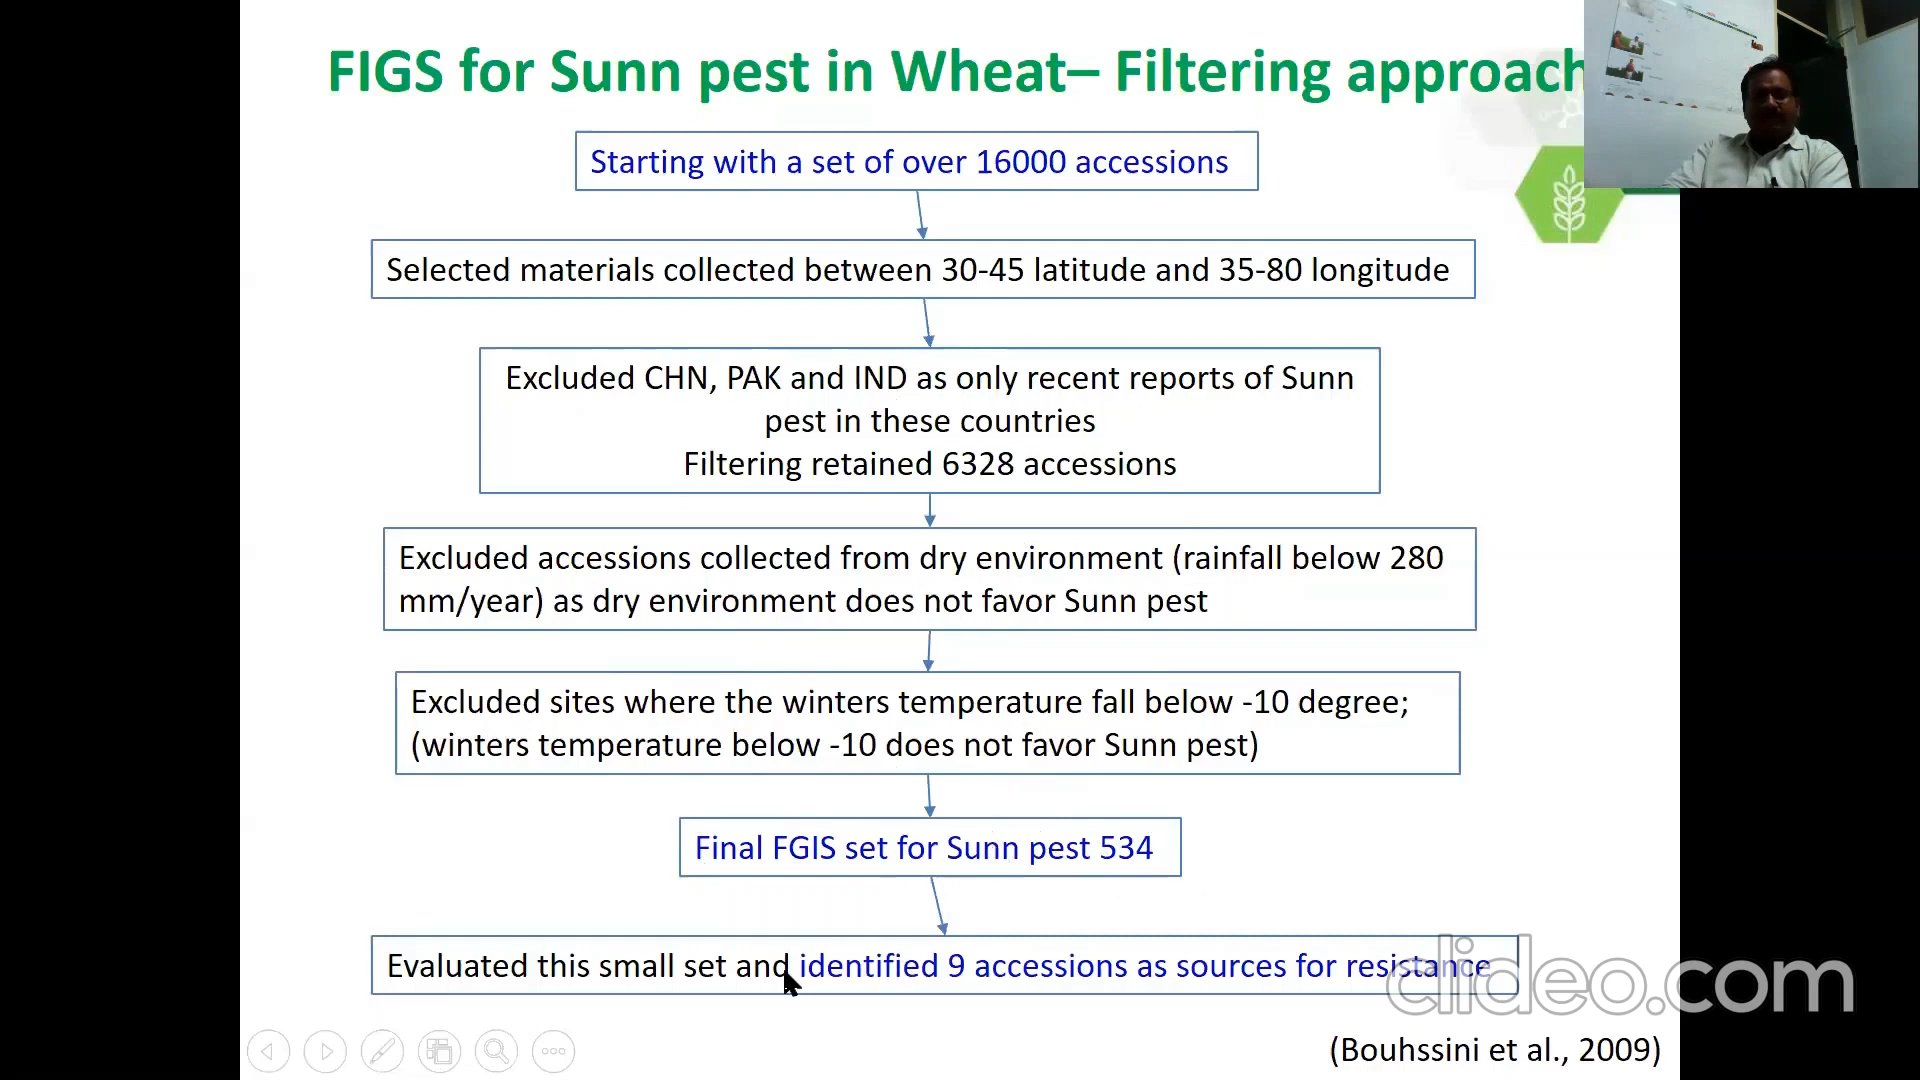 FIGS for Sunn pest in Wheat– Filtering approach
Starting with a set of over 16000 accessions
Selected materials collected between 30-45 latitude and 35-80 longitude
Excluded CHN, PAK and IND as only recent reports of Sunn
pest in these countries
Filtering retained 6328 accessions
Excluded accessions collected from dry environment (rainfall below 280
mm/year) as dry environment does not favor Sunn pest
Excluded sites where the winters temperature fall below -10 degree;
(winters temperature below -10 does not favor Sunn pest)
Final FGIS set for Sunn pest 534
Evaluated this small set and identified 9 accessions as sources for resistance
clideo.com
(Bouhssini et al., 2009)